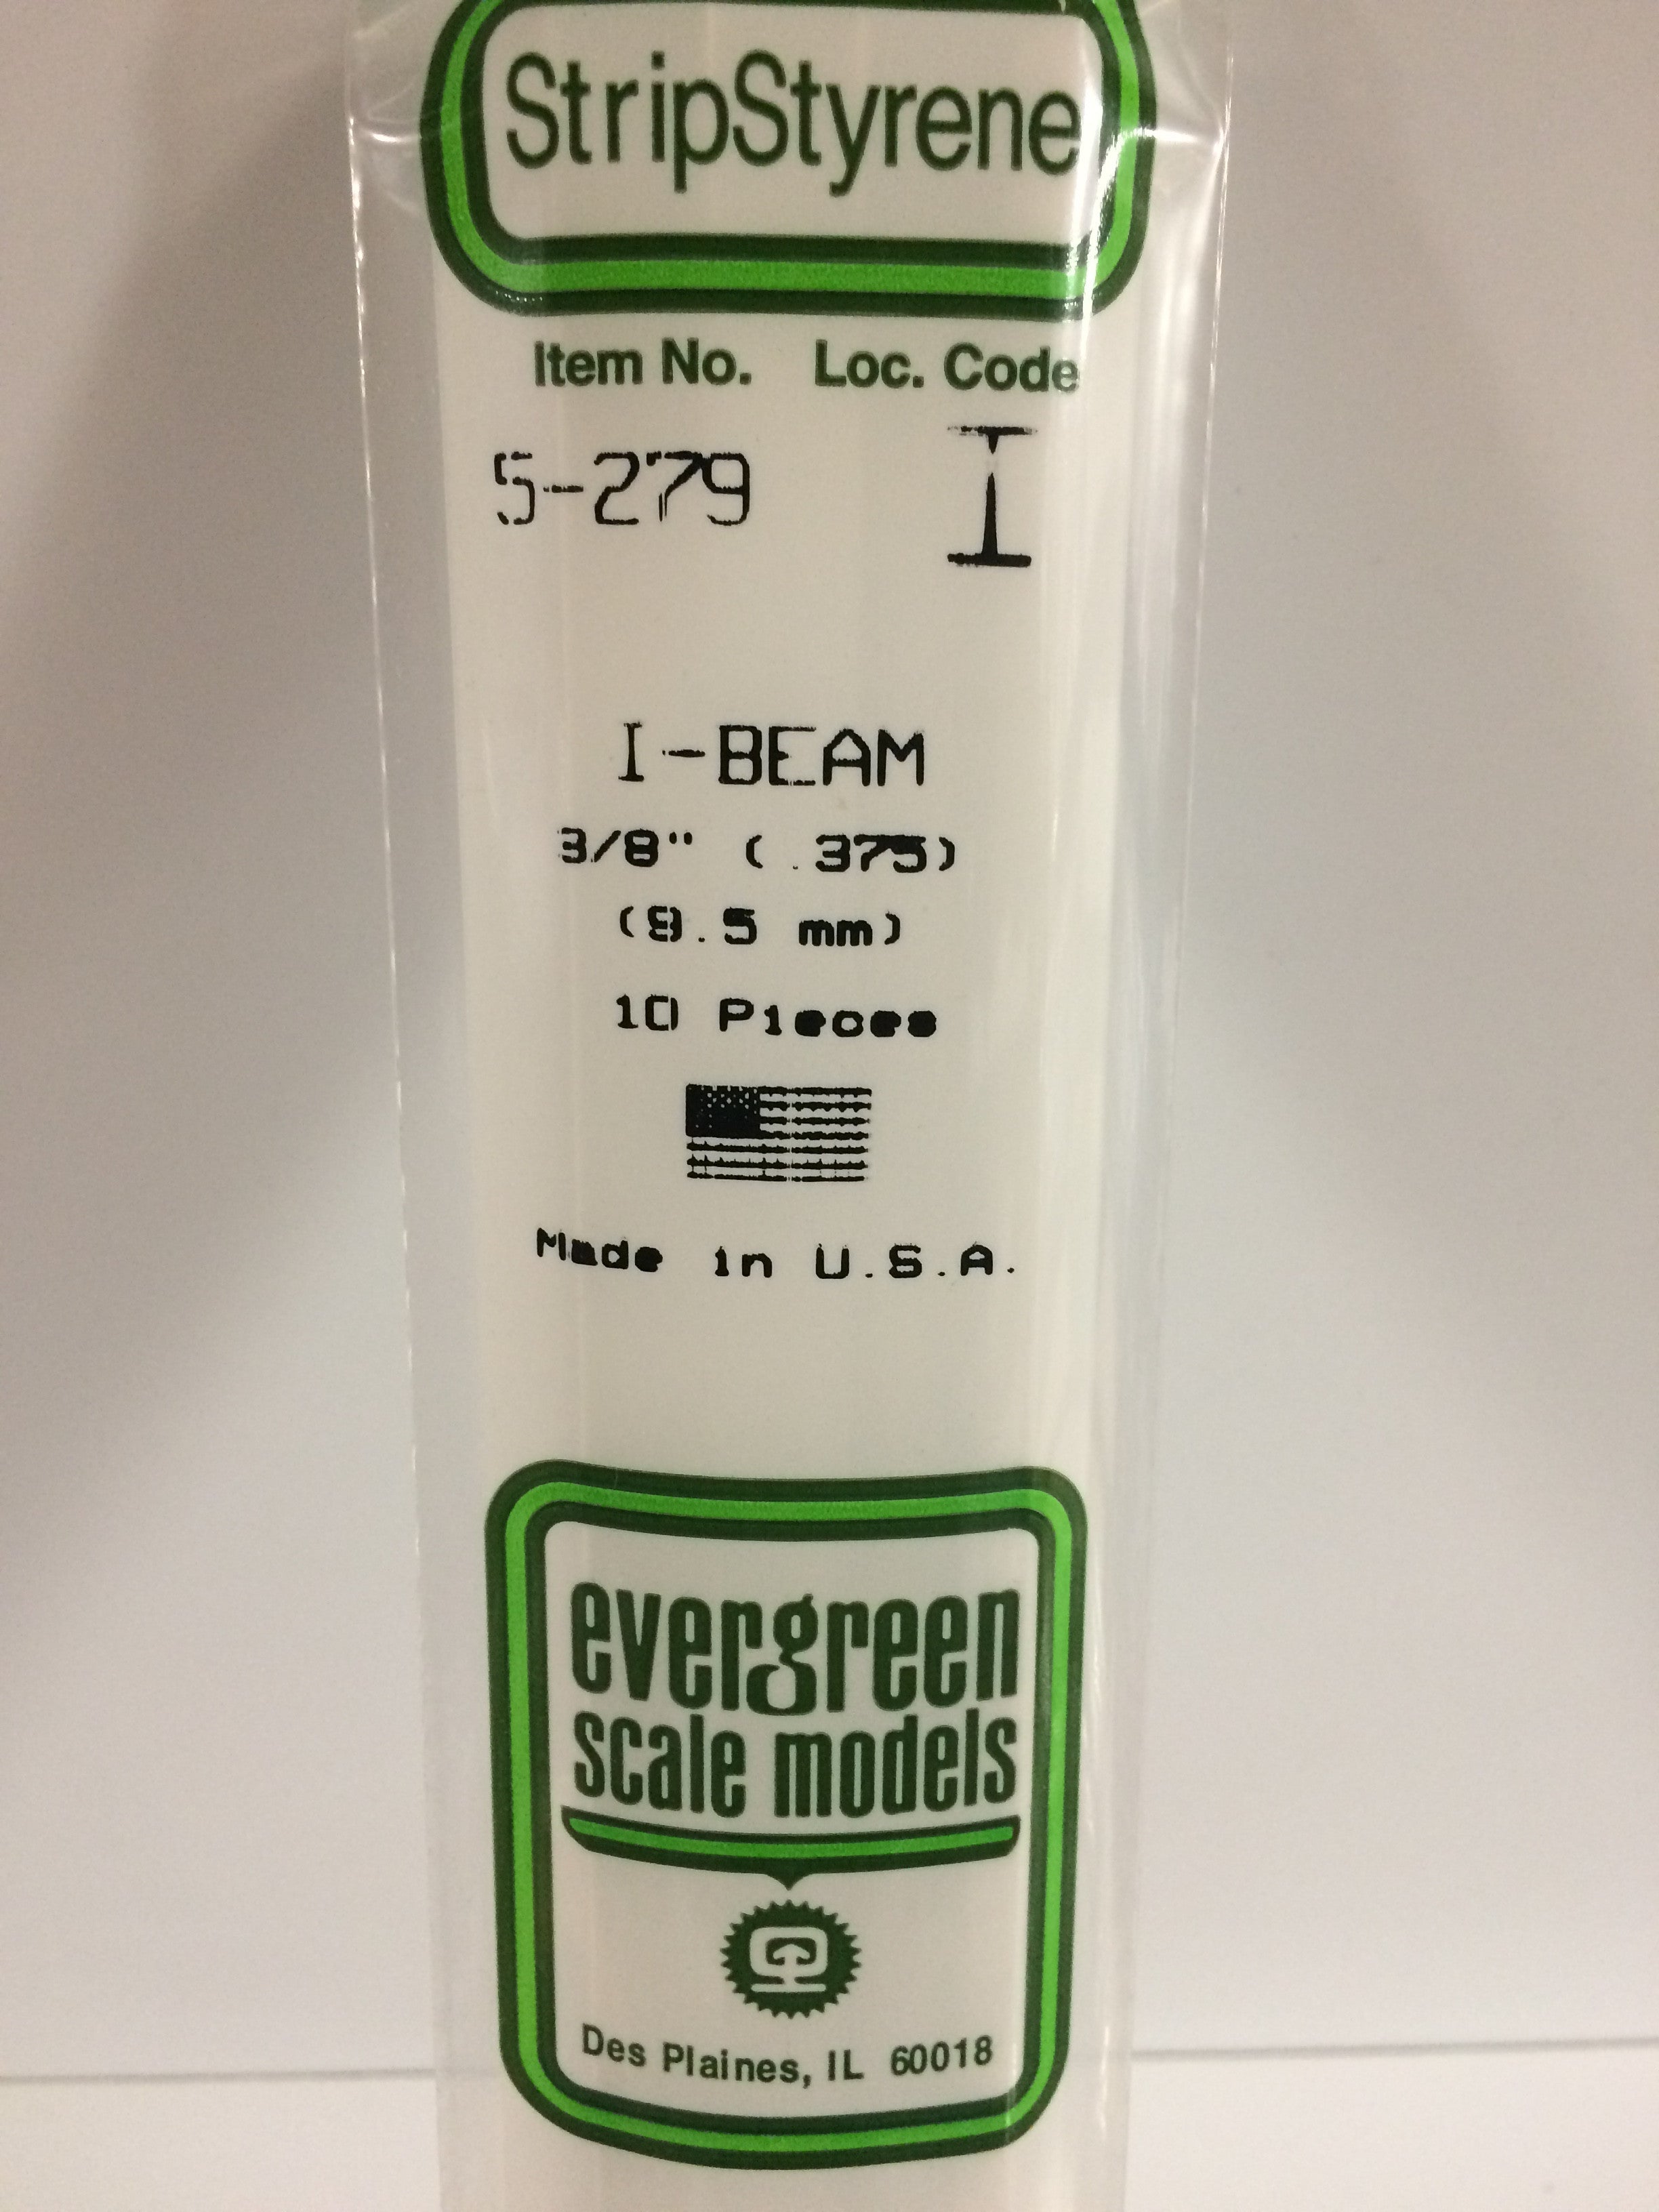 StripStyrene
Item No. Loc. Code
5-279 I
I-BEAM
3/8" (.375)
(9.5 mm)
10 Pieces
Made in U.S.A.
evergreen
scale models
Des Plaines, IL 60018